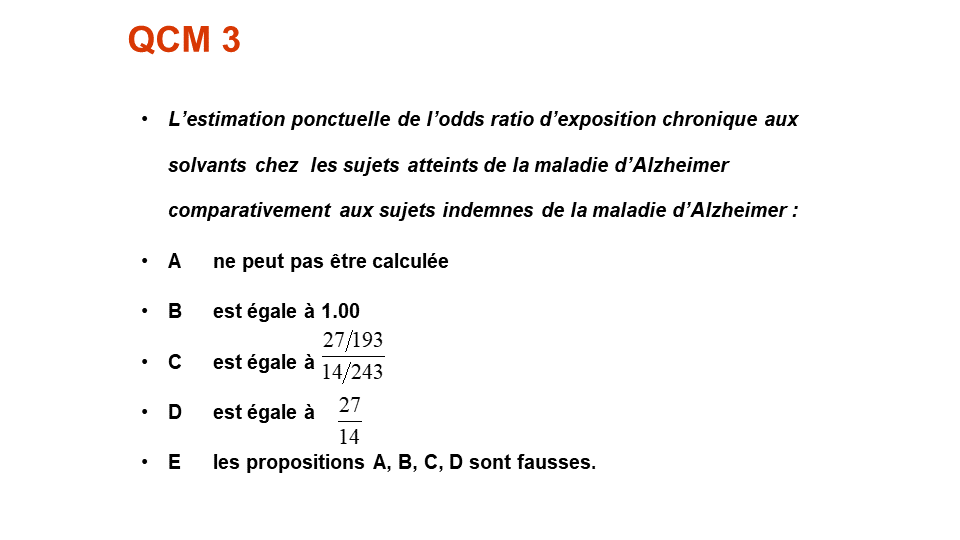 QCM 3
• L’estimation ponctuelle de l’odds ratio d’exposition chronique aux
solvants chez les sujets atteints de la maladie d’Alzheimer
comparativement aux sujets indemnes de la maladie d’Alzheimer :
• A ne peut pas être calculée
• B est égale à 1.00
• C est égale à 27/193
14/243
• D est égale à 27
14
• E les propositions A, B, C, D sont fausses.